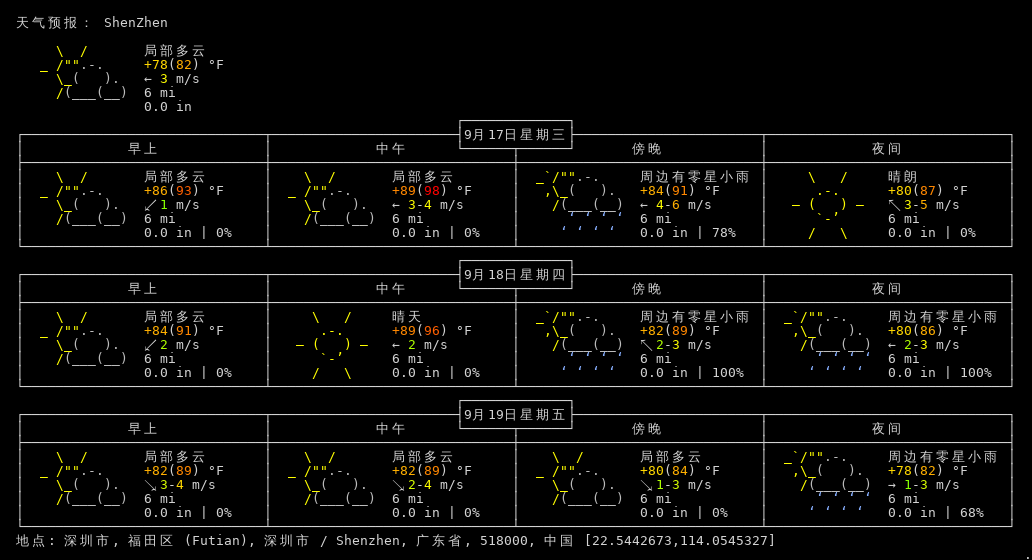 天气预报： ShenZhen
局部多云
+78(82) °F
← 3 m/s
6 mi
0.0 in
9月17日星期三
早上 中午 傍晚 夜间
局部多云 局部多云 周边有零星小雨 晴朗
+86(93) °F +89(98) °F +84(91) °F +80(87) °F
↙ 1 m/s ← 3-4 m/s ← 4-6 m/s ↖ 3-5 m/s
6 mi 6 mi 6 mi 6 mi
0.0 in | 0% 0.0 in | 0% 0.0 in | 78% 0.0 in | 0%
9月18日星期四
早上 中午 傍晚 夜间
局部多云 晴天 周边有零星小雨 周边有零星小雨
+84(91) °F +89(96) °F +82(89) °F +80(86) °F
↙ 2 m/s ← 2 m/s ↖ 2-3 m/s ← 2-3 m/s
6 mi 6 mi 6 mi 6 mi
0.0 in | 0% 0.0 in | 0% 0.0 in | 100% 0.0 in | 100%
9月19日星期五
早上 中午 傍晚 夜间
局部多云 局部多云 局部多云 周边有零星小雨
+82(89) °F +82(89) °F +80(84) °F +78(82) °F
↘ 3-4 m/s ↘ 2-4 m/s ↘ 1-3 m/s → 1-3 m/s
6 mi 6 mi 6 mi 6 mi
0.0 in | 0% 0.0 in | 0% 0.0 in | 0% 0.0 in | 68%
地点: 深圳市, 福田区 (Futian), 深圳市 / Shenzhen, 广东省, 518000, 中国 [22.5442673,114.0545327]